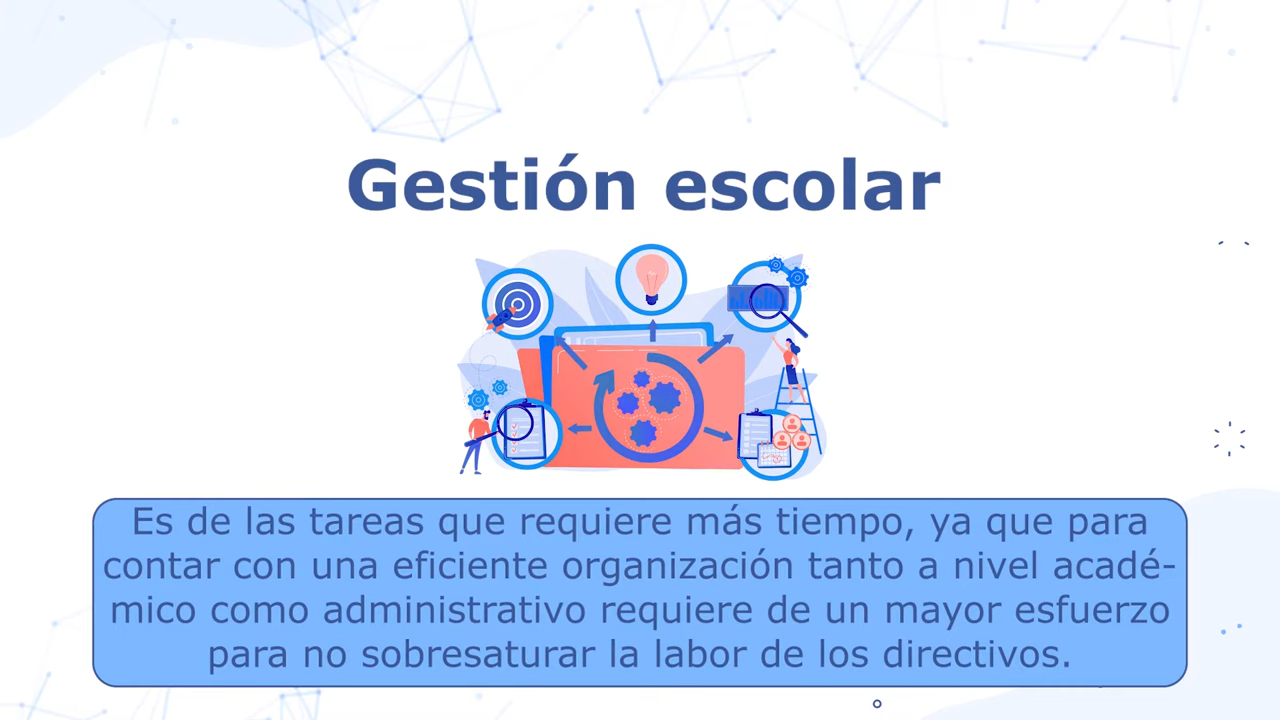 Gestión escolar
Es de las tareas que requiere más tiempo, ya que para
contar con una eficiente organización tanto a nivel acadé-
mico como administrativo requiere de un mayor esfuerzo
para no sobresaturar la labor de los directivos.